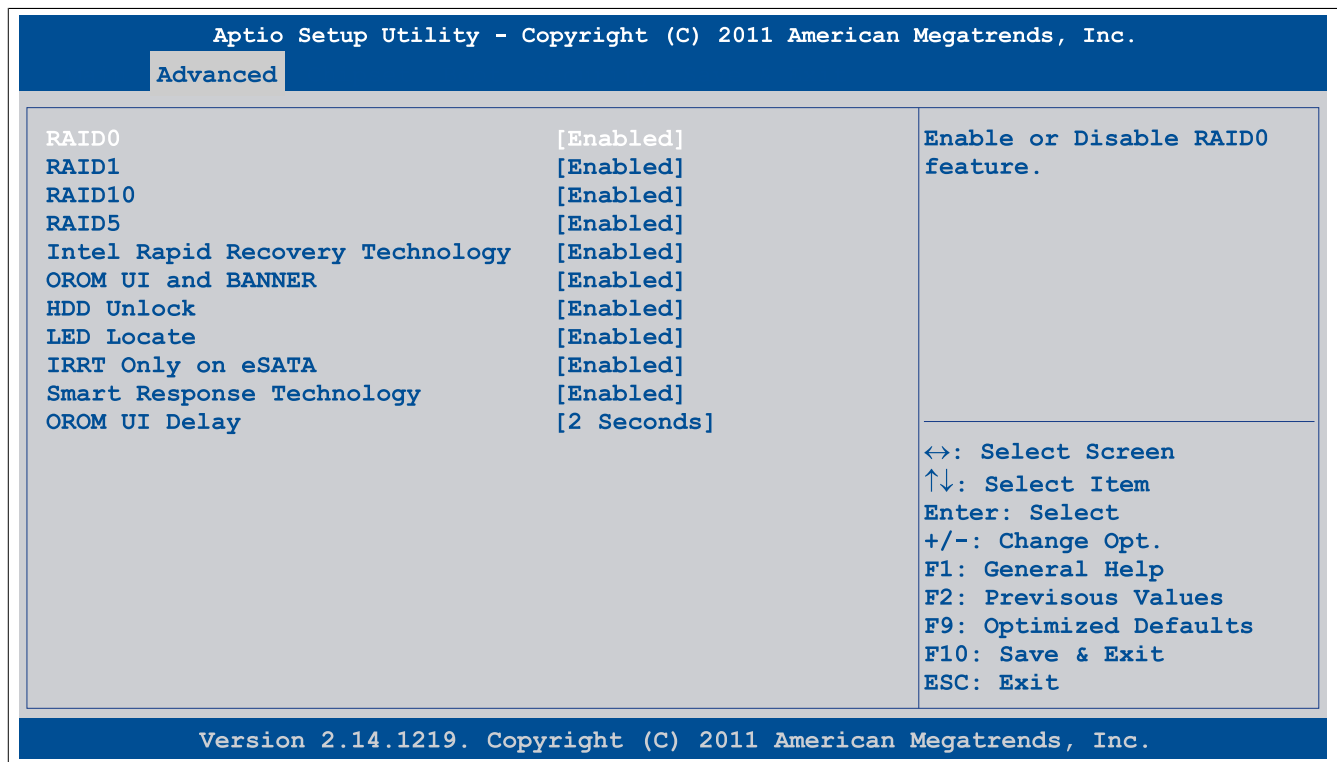 Aptio Setup Utility - Copyright (C) 2011 American Megatrends, Inc.
Advanced
RAID0 [Enabled]
RAID1 [Enabled]
RAID10 [Enabled]
RAID5 [Enabled]
Intel Rapid Recovery Technology [Enabled]
OROM UI and BANNER [Enabled]
HDD Unlock [Enabled]
LED Locate [Enabled]
IRRT Only on eSATA [Enabled]
Smart Response Technology [Enabled]
OROM UI Delay [2 Seconds]
Enable or Disable RAID0
feature.
↔: Select Screen
↑↓: Select Item
Enter: Select
+/-: Change Opt.
F1: General Help
F2: Previsous Values
F9: Optimized Defaults
F10: Save & Exit
ESC: Exit
Version 2.14.1219. Copyright (C) 2011 American Megatrends, Inc.